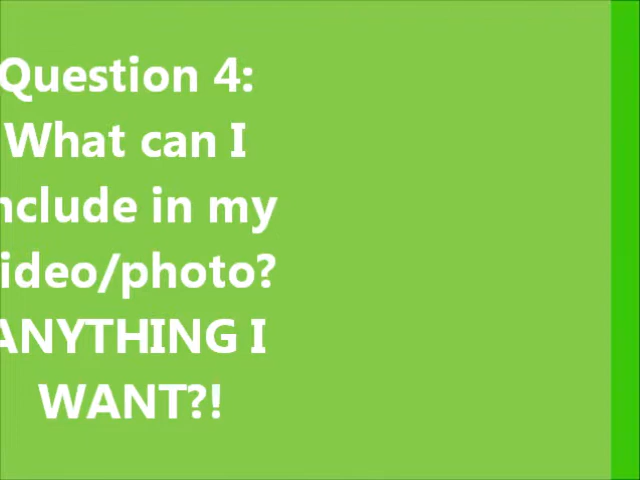 Question 4:
What can I
nclude in my
ideo/photo?
ANYTHING I
WANT?!